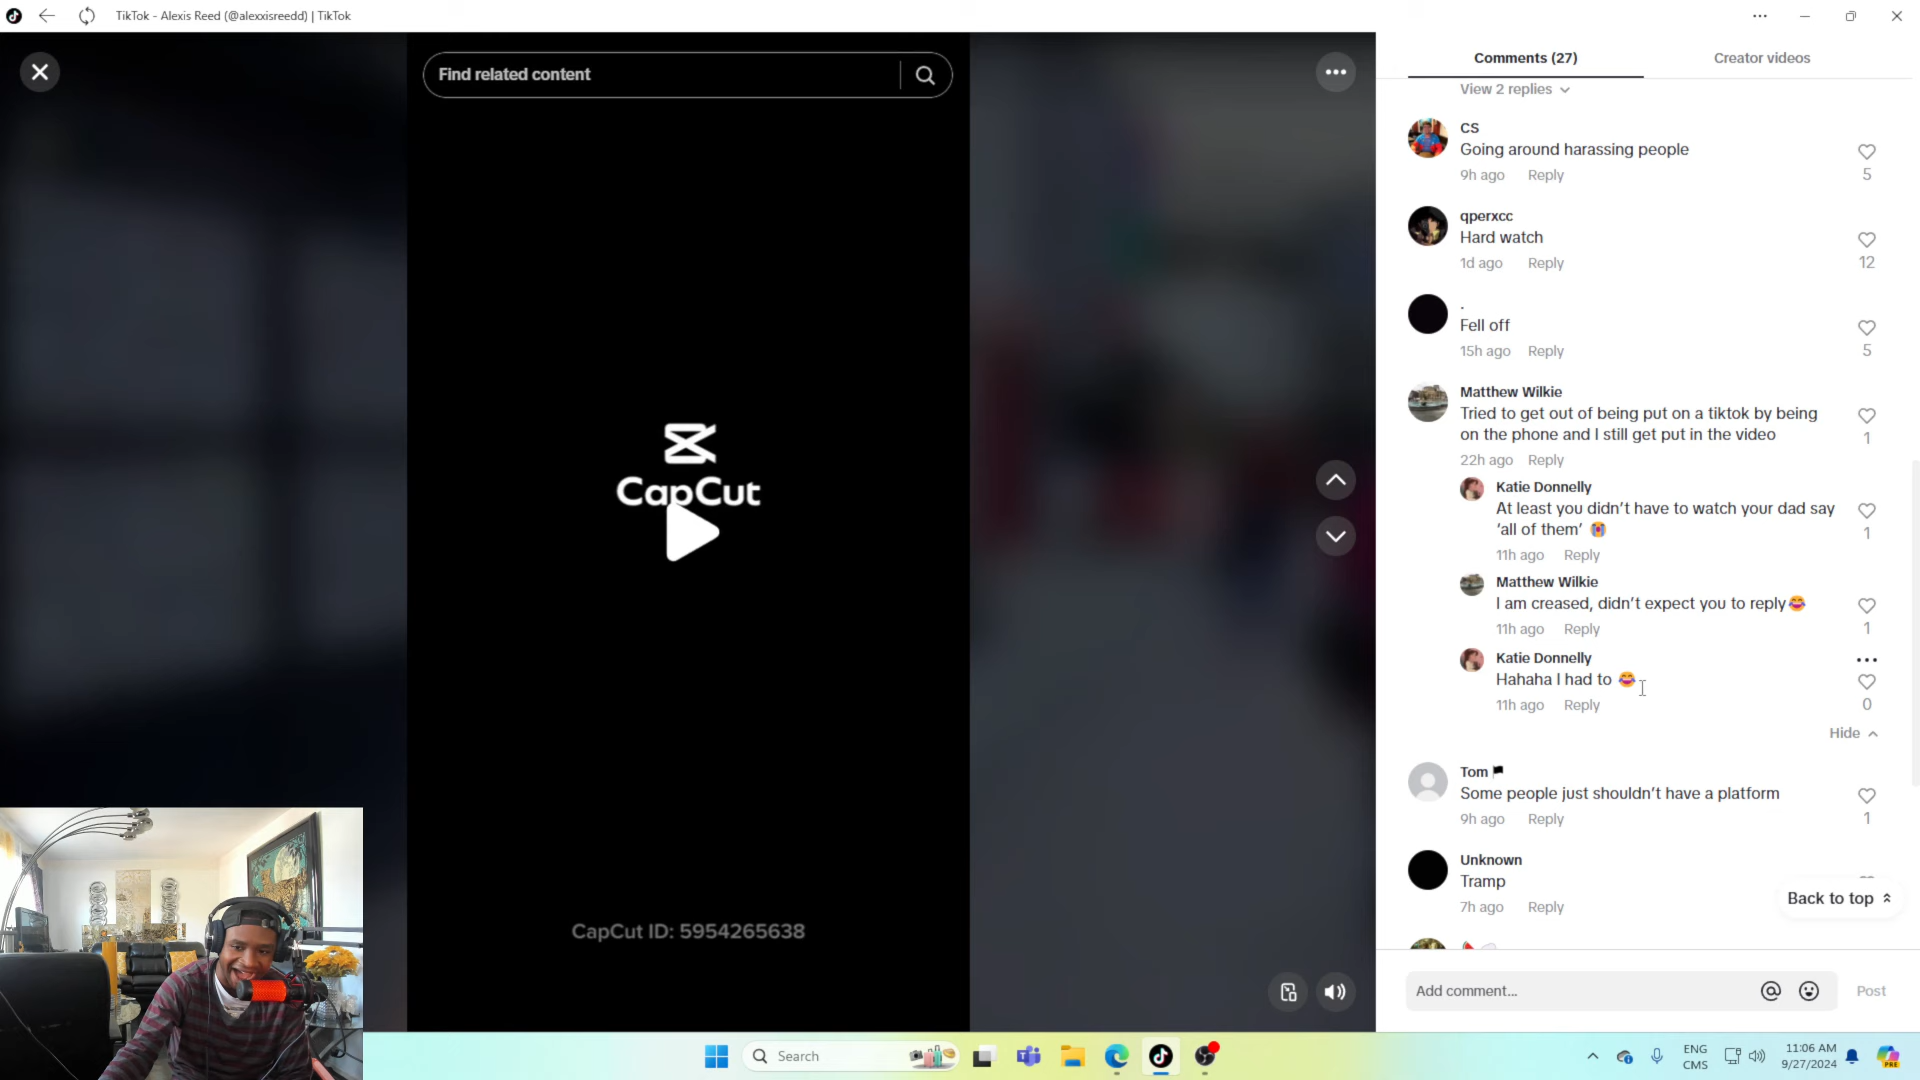 TikTok - Alexis Reed (@alexxisreedd) | TikTok
Find related content
CapCut
CapCut ID: 5954265638
Comments (27)
Creator videos
View 2 replies
CS
Going around harassing people
5
9h ago Reply
qperxcc
Hard watch
12
1d ago Reply
.
Fell off
5
15h ago Reply
Matthew Wilkie
Tried to get out of being put on a tiktok by being
on the phone and I still get put in the video
1
22h ago Reply
Katie Donnelly
At least you didn’t have to watch your dad say
‘all of them’ 😭
1
11h ago Reply
Matthew Wilkie
I am creased, didn’t expect you to reply😂
1
11h ago Reply
Katie Donnelly
Hahaha I had to 😂
0
11h ago Reply
Hide
Tom 🏴
Some people just shouldn’t have a platform
1
9h ago Reply
Unknown
Tramp
7h ago Reply
Back to top
Add comment...
Post
Search
ENG
CMS
11:06 AM
9/27/2024
PRE